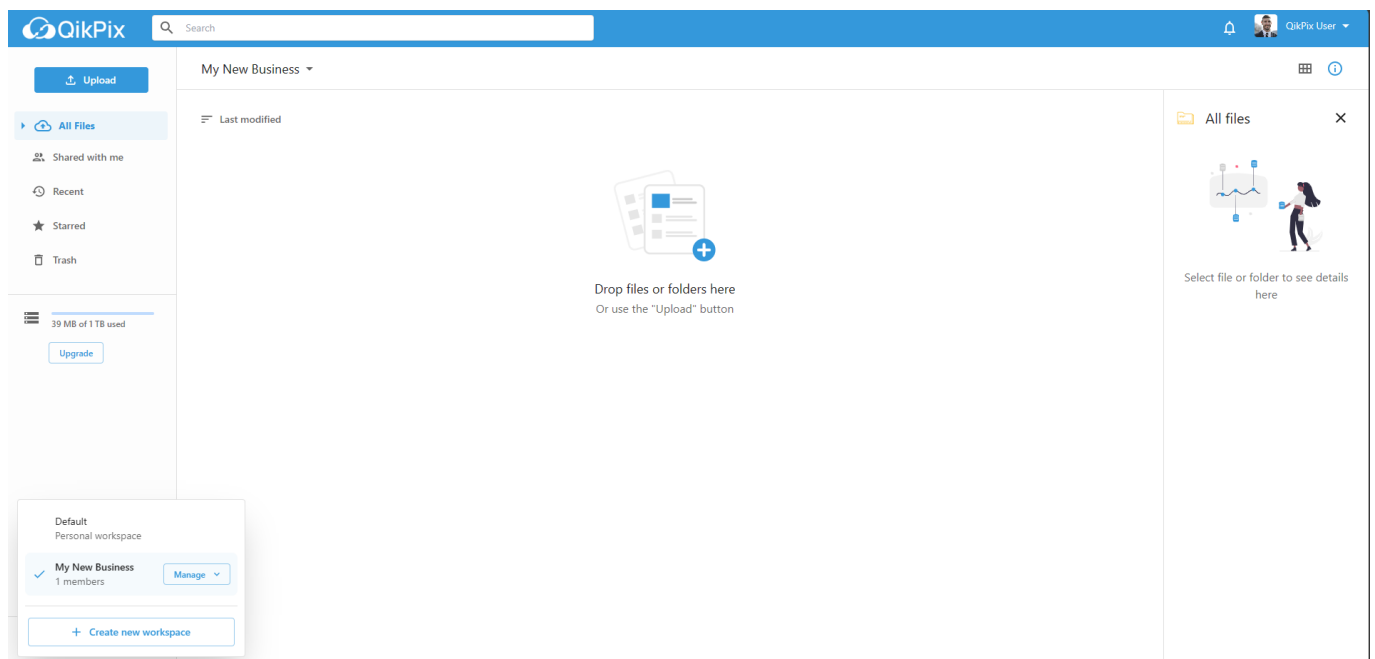 QikPix
Search
QikPix User
Upload
My New Business
All Files
Last modified
All files
Shared with me
Recent
Starred
Trash
Drop files or folders here
Or use the "Upload" button
Select file or folder to see details
here
39 MB of 1 TB used
Upgrade
Default
Personal workspace
My New Business
1 members
Manage
+ Create new workspace